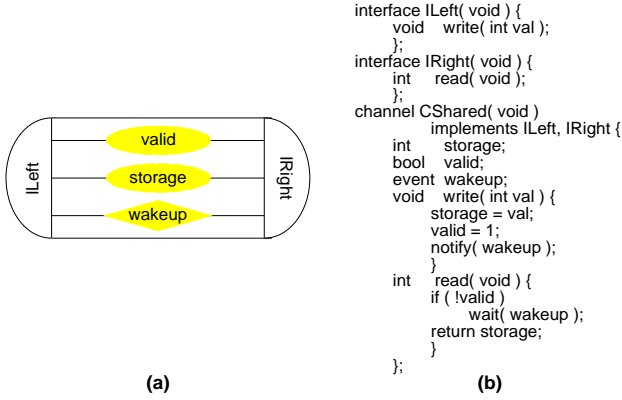 ILeft
valid
storage
wakeup
IRight
(a)
interface ILeft( void ) {
void write( int val );
};
interface IRight( void ) {
int read( void );
};
channel CShared( void )
implements ILeft, IRight {
int storage;
bool valid;
event wakeup;
void write( int val ) {
storage = val;
valid = 1;
notify( wakeup );
}
int read( void ) {
if ( !valid )
wait( wakeup );
return storage;
}
};
(b)